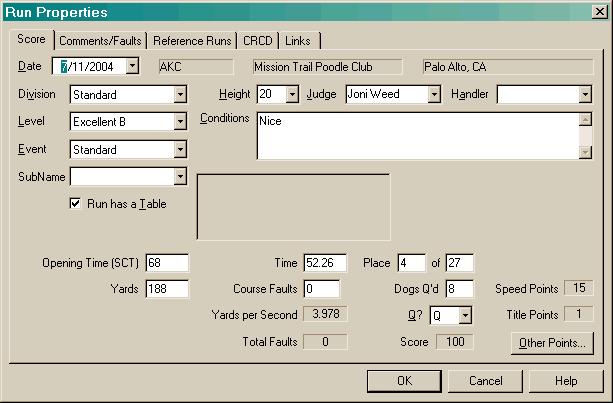 Run Properties
Score Comments/Faults Reference Runs CRCD Links
Date 7/11/2004 AKC Mission Trail Poodle Club Palo Alto, CA
Division Standard Height 20 Judge Joni Weed Handler
Level Excellent B Conditions Nice
Event Standard
SubName
Run has a Table
Opening Time (SCT) 68 Time 52.26 Place 4 of 27
Yards 188 Course Faults 0 Dogs Q'd 8 Speed Points 15
Yards per Second 3.978 Q? Q Title Points 1
Total Faults 0 Score 100 Other Points...
OK Cancel Help